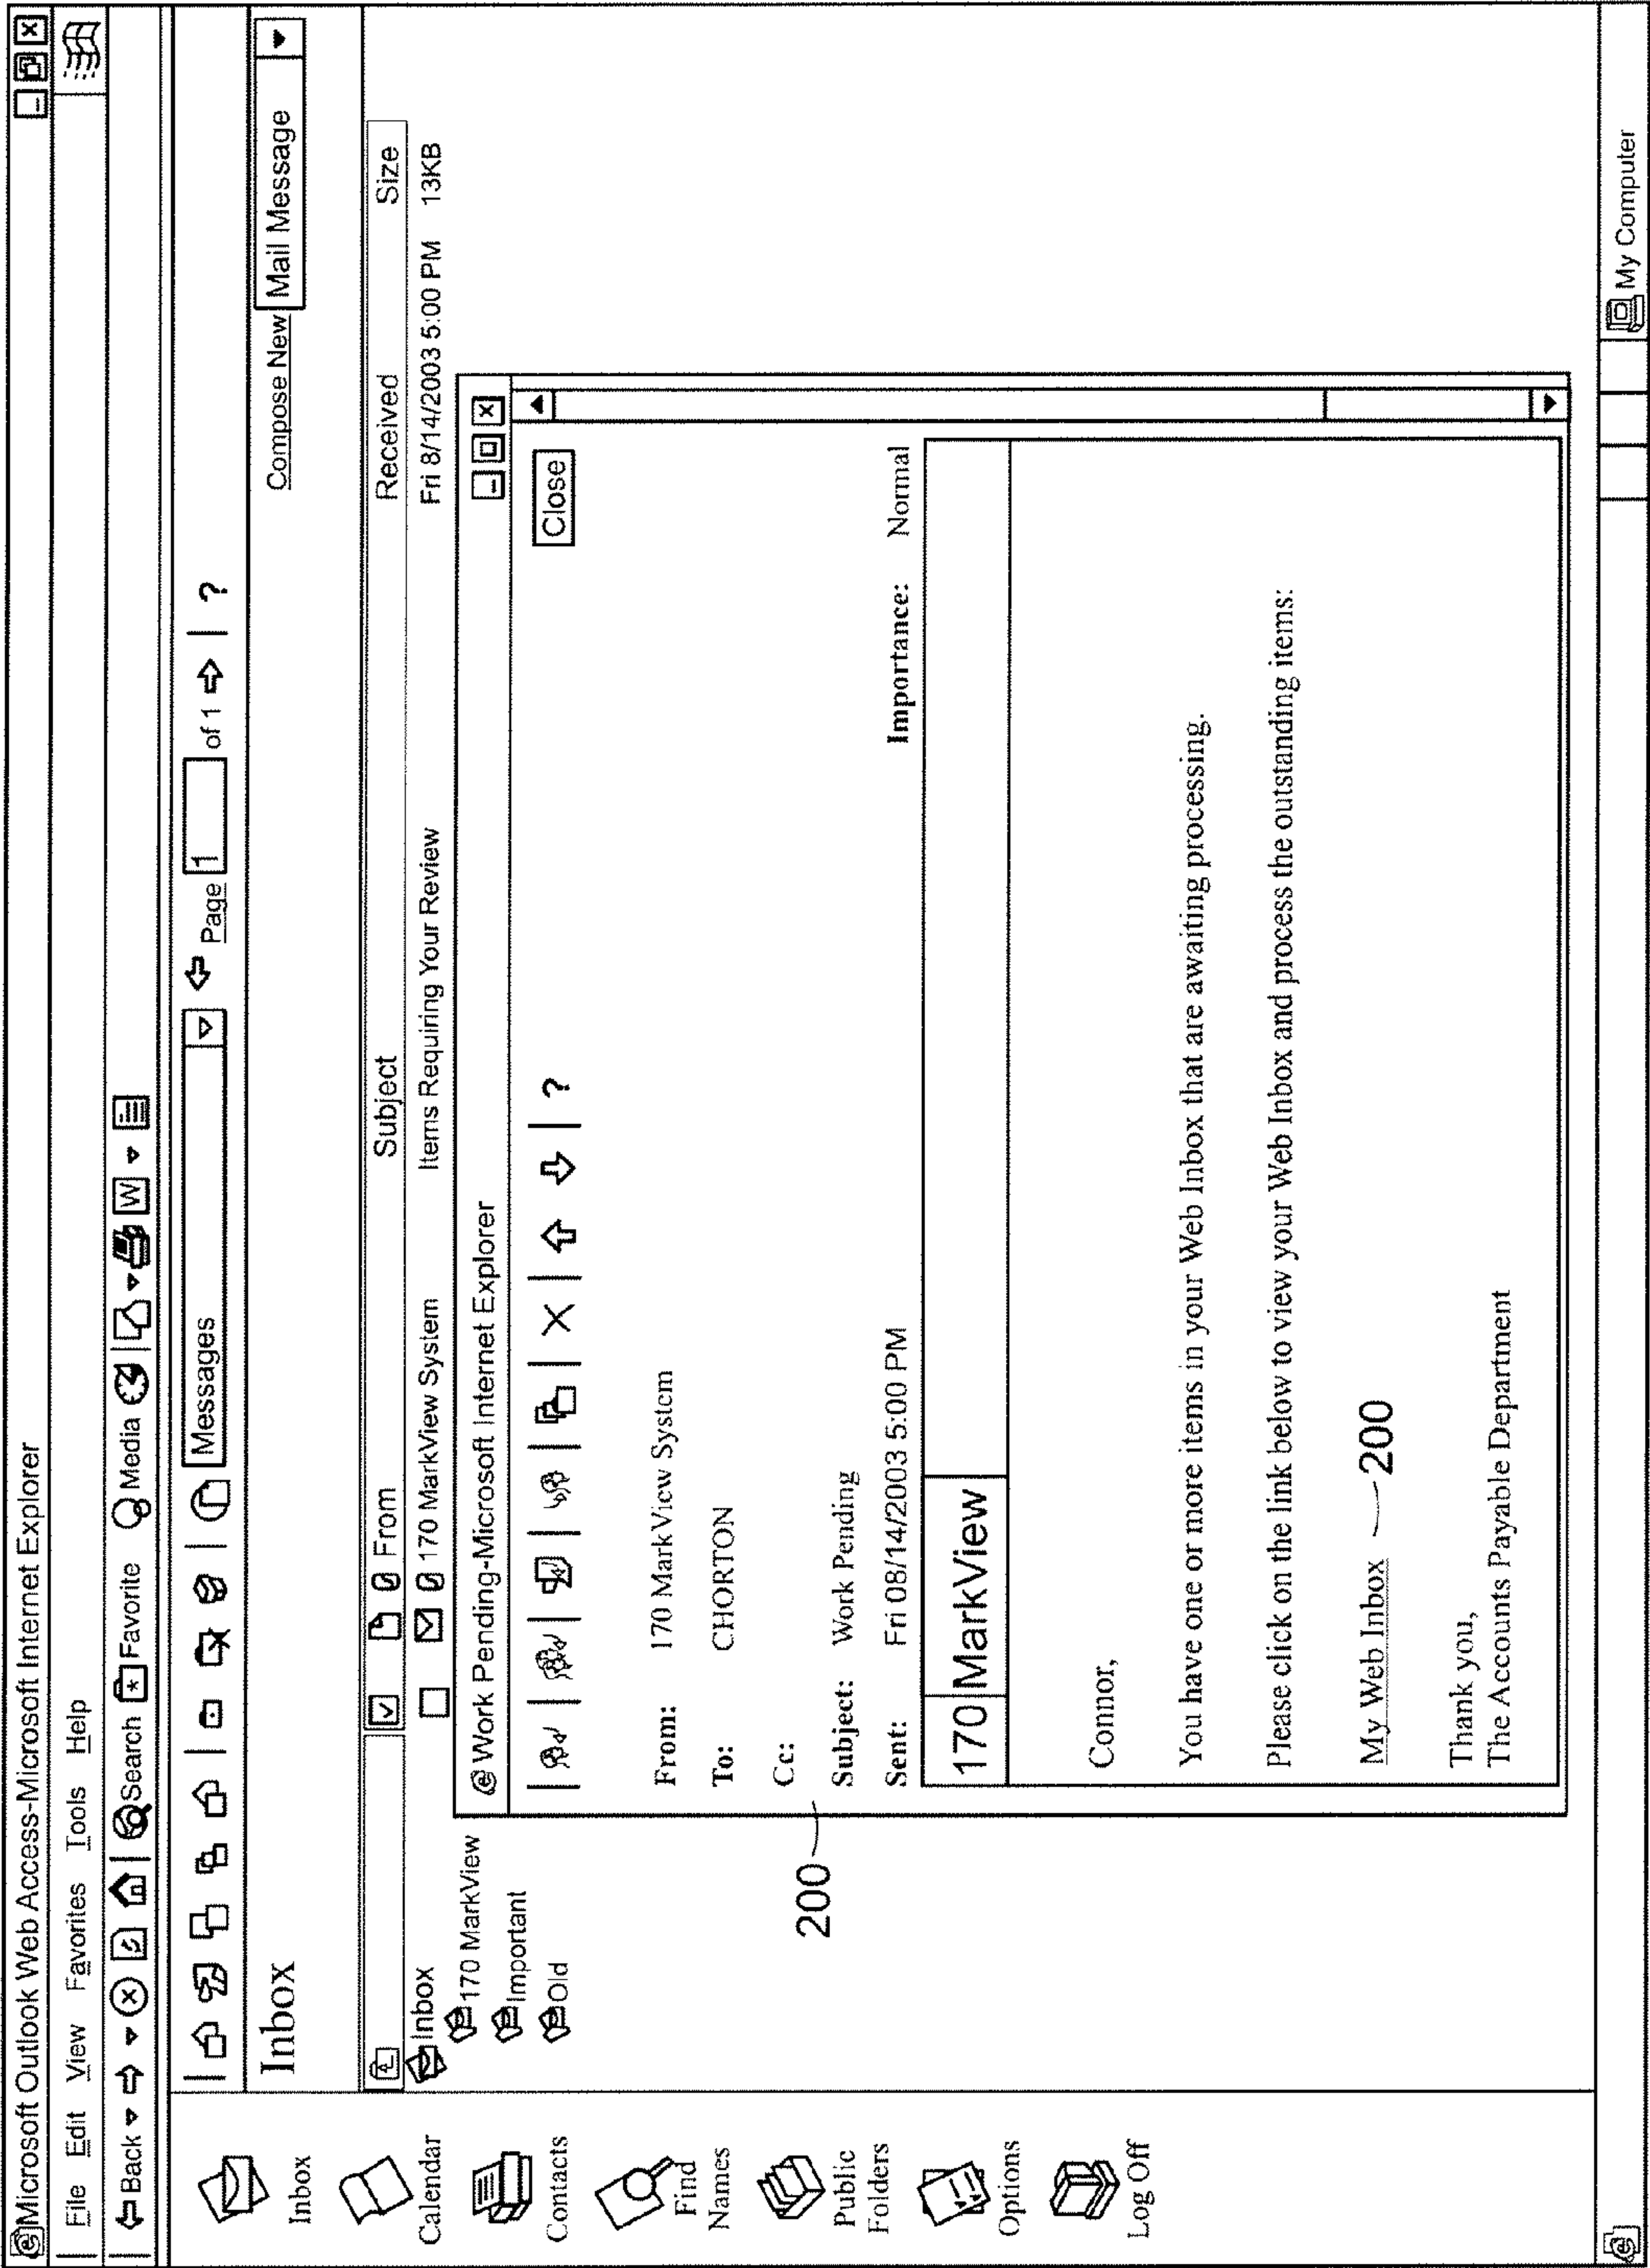 Microsoft Outlook Web Access-Microsoft Internet Explorer
File Edit View Favorites Tools Help
Back Search Favorite Media W
Messages Page 1 of 1 ?
Inbox
Compose New Mail Message
From Subject Received Size
170 MarkView System Items Requiring Your Review Fri 8/14/2003 5:00 PM 13KB
Inbox
170 MarkView
Important
Old
Inbox
Calendar
Contacts
Find
Names
Public
Folders
Options
Log Off
Work Pending-Microsoft Internet Explorer
? Close
From: 170 MarkView System
To: CHORTON
Cc:
200
Subject: Work Pending
Sent: Fri 08/14/2003 5:00 PM Importance: Normal
170 MarkView
Connor,
You have one or more items in your Web Inbox that are awaiting processing.
Please click on the link below to view your Web Inbox and process the outstanding items:
My Web Inbox 200
Thank you,
The Accounts Payable Department
My Computer